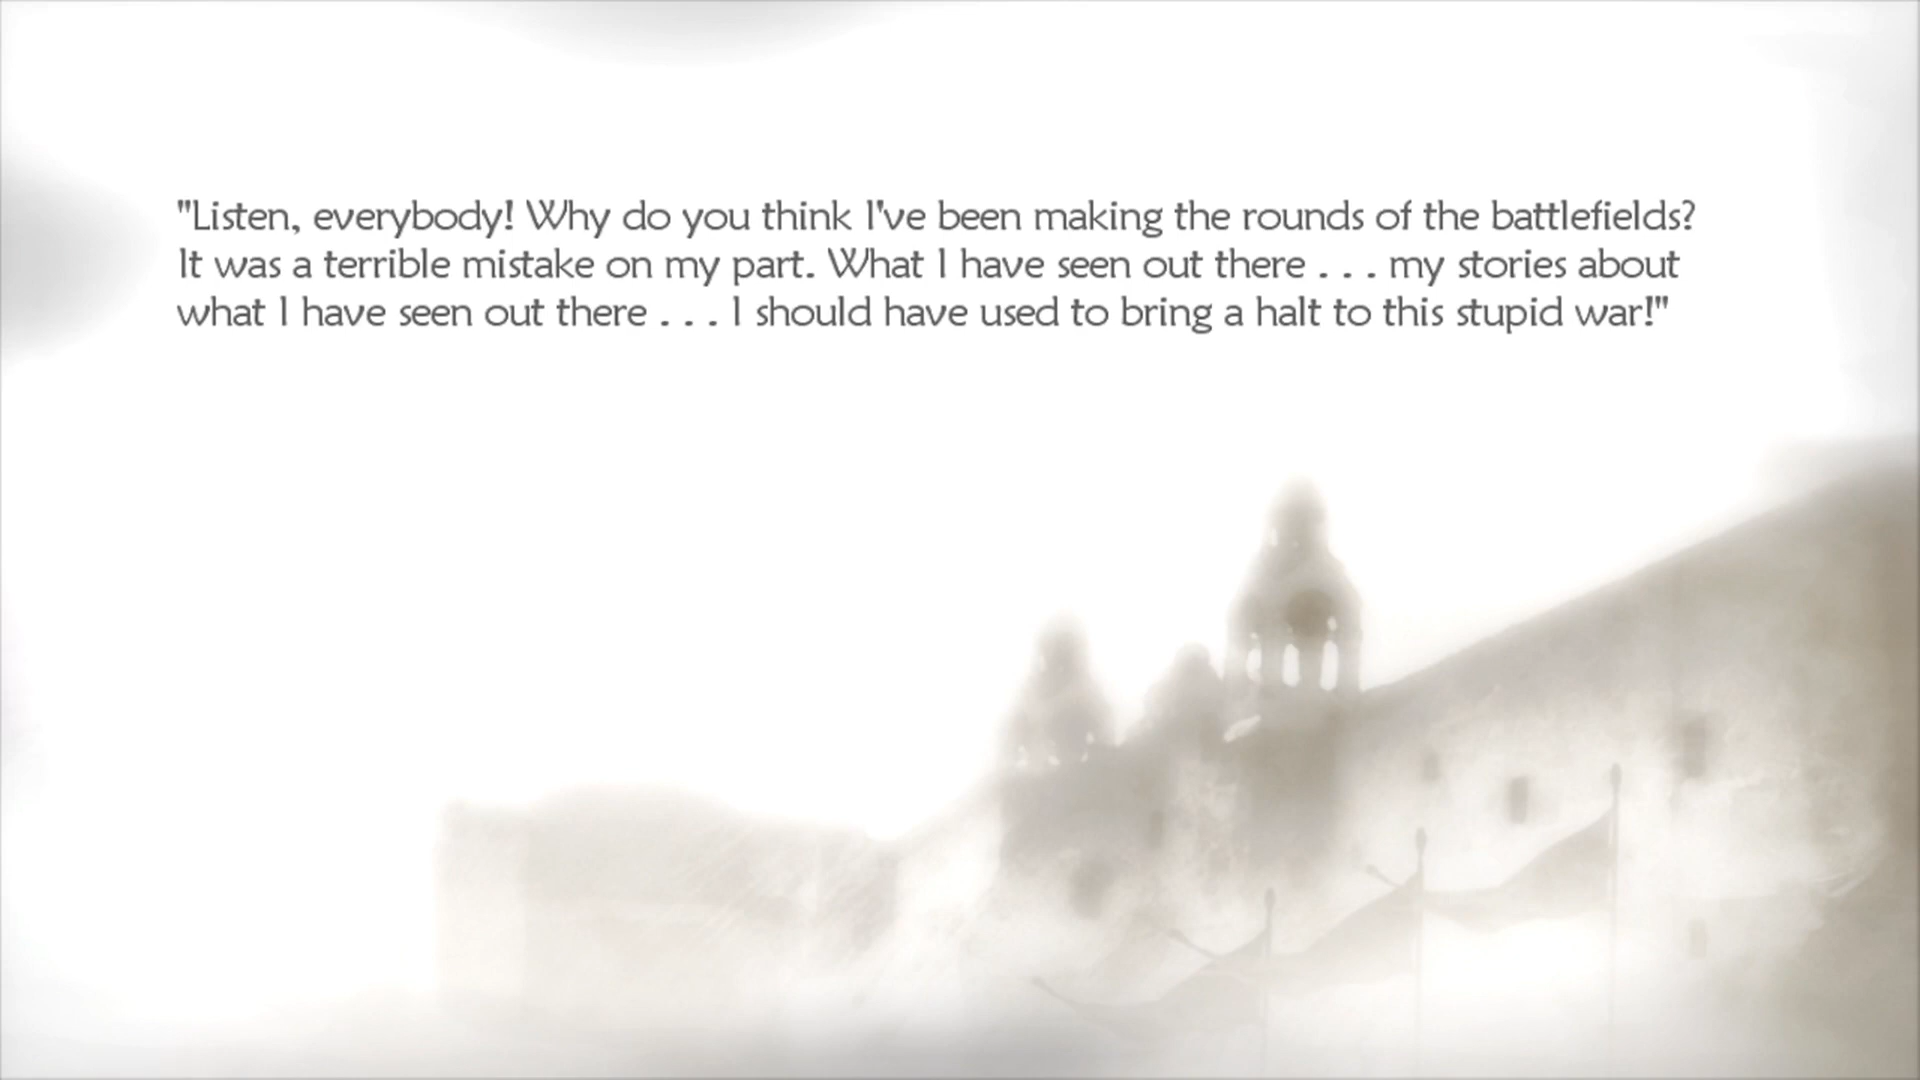 "Listen, everybody! Why do you think I've been making the rounds of the battlefields?
It was a terrible mistake on my part. What I have seen out there . . . my stories about
what I have seen out there . . . I should have used to bring a halt to this stupid war!"